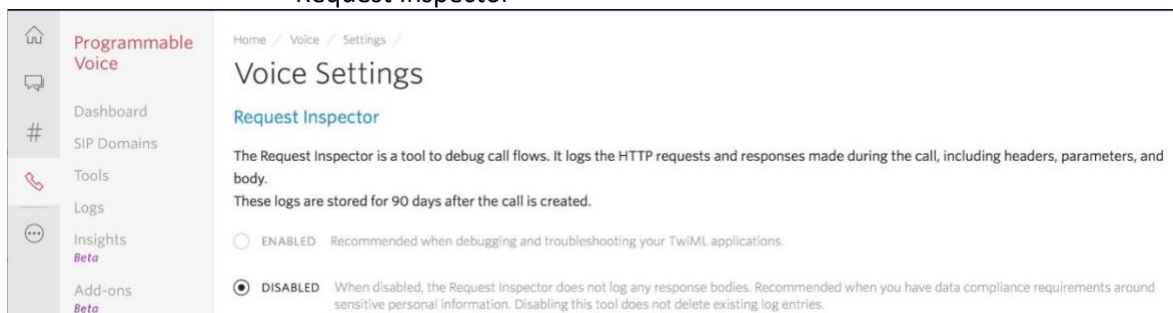 Request Inspector
Programmable
Voice
Dashboard
#
SIP Domains
Tools
Logs
Insights
Beta
Add-ons
Beta
Home / Voice / Settings /
Voice Settings
Request Inspector
The Request Inspector is a tool to debug call flows. It logs the HTTP requests and responses made during the call, including headers, parameters, and
body.
These logs are stored for 90 days after the call is created.
ENABLED Recommended when debugging and troubleshooting your TwiML applications.
DISABLED When disabled, the Request Inspector does not log any response bodies. Recommended when you have data compliance requirements around
sensitive personal information. Disabling this tool does not delete existing log entries.